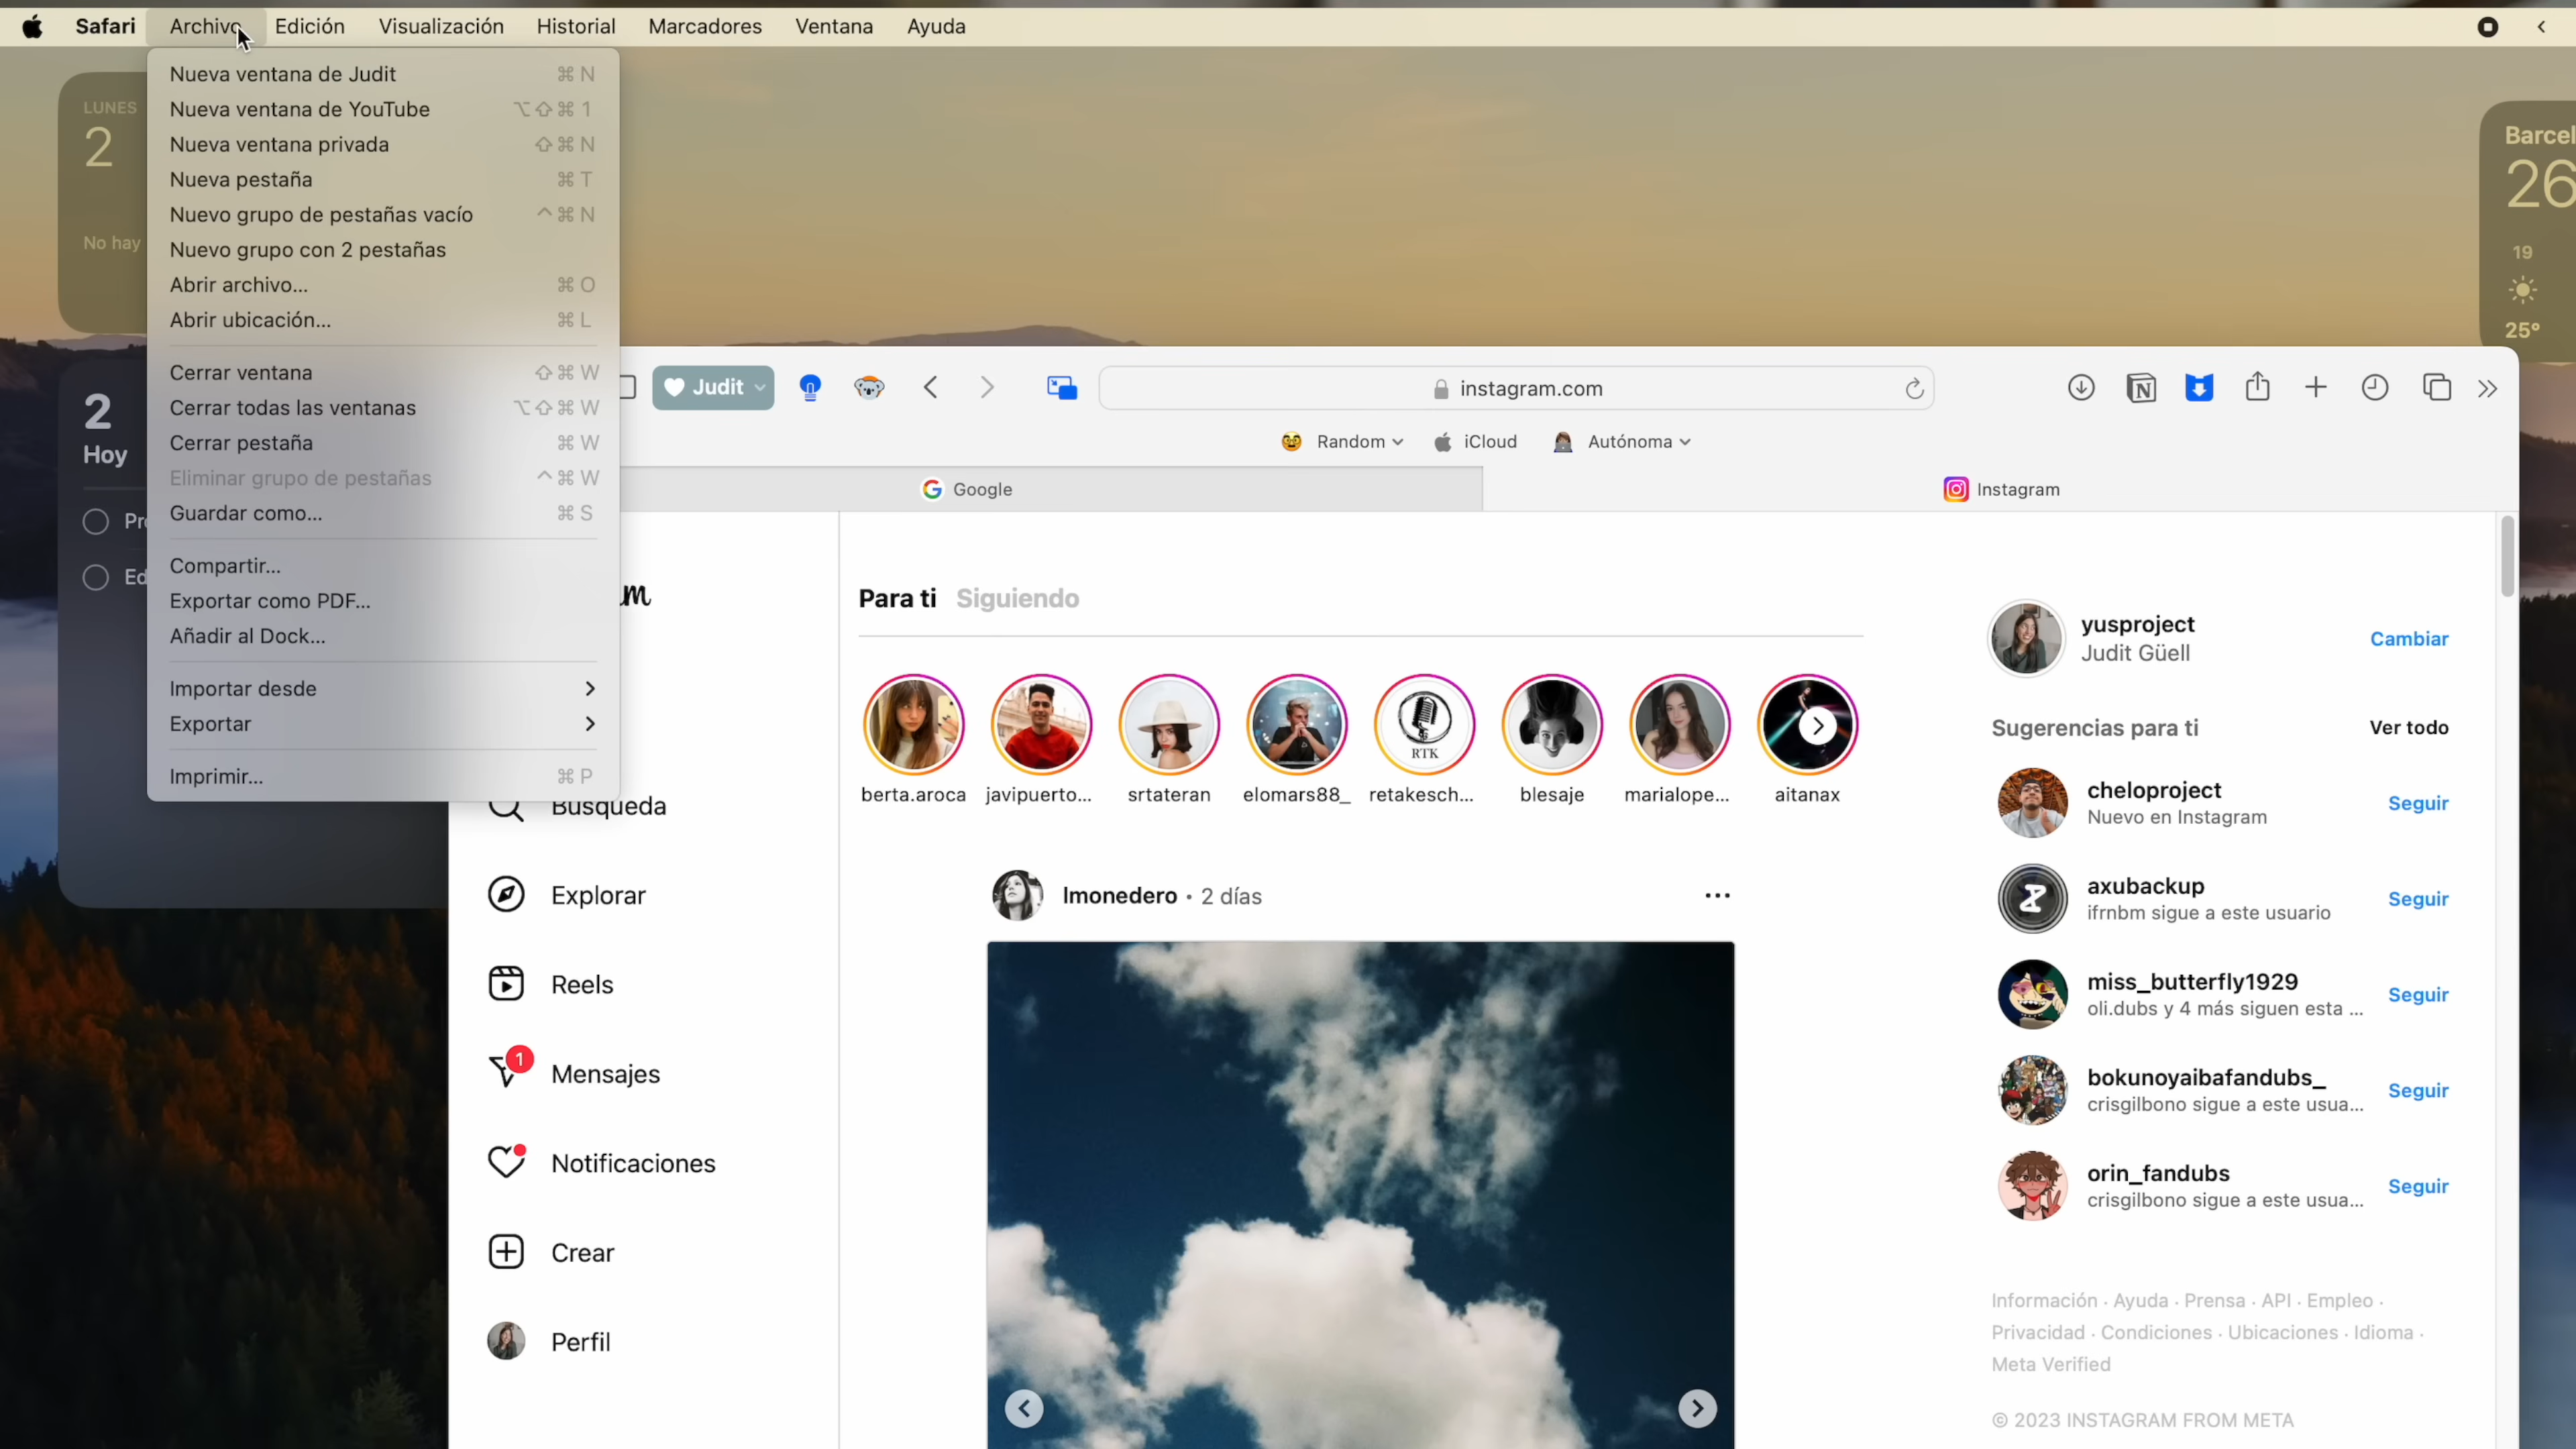 Safari Archivo Edición Visualización Historial Marcadores Ventana Ayuda
Nueva ventana de Judit ⌘ N
Nueva ventana de YouTube ⌥⇧⌘ 1
Nueva ventana privada ⇧⌘ N
Nueva pestaña ⌘ T
Nuevo grupo de pestañas vacío ^⌘ N
Nuevo grupo con 2 pestañas
Abrir archivo... ⌘ O
Abrir ubicación... ⌘ L
Cerrar ventana ⇧⌘ W
Cerrar todas las ventanas ⌥⇧⌘ W
Cerrar pestaña ⌘ W
Eliminar grupo de pestañas ^⌘ W
Guardar como... ⌘ S
Compartir...
Exportar como PDF...
Añadir al Dock...
Importar desde
Exportar
Imprimir... ⌘ P
LUNES
2
No hay
2
Hoy
Barcel
26
19
25°
Judit
instagram.com
Random iCloud Autónoma
Google
Instagram
Búsqueda
Explorar
Reels
1
Mensajes
Notificaciones
Crear
Perfil
Para ti Siguiendo
RTK
berta.aroca javipuerto... srtateran elomars88_ retakesch... blesaje marialope... aitanax
lmonedero • 2 días
yusproject
Judit Güell
Cambiar
Sugerencias para ti Ver todo
cheloproject
Nuevo en Instagram
Seguir
axubackup
ifrnbm sigue a este usuario
Seguir
miss_butterfly1929
oli.dubs y 4 más siguen esta ...
Seguir
bokunoyaibafandubs_
crisgilbono sigue a este usua...
Seguir
orin_fandubs
crisgilbono sigue a este usua...
Seguir
Información · Ayuda · Prensa · API · Empleo ·
Privacidad · Condiciones · Ubicaciones · Idioma ·
Meta Verified
© 2023 INSTAGRAM FROM META